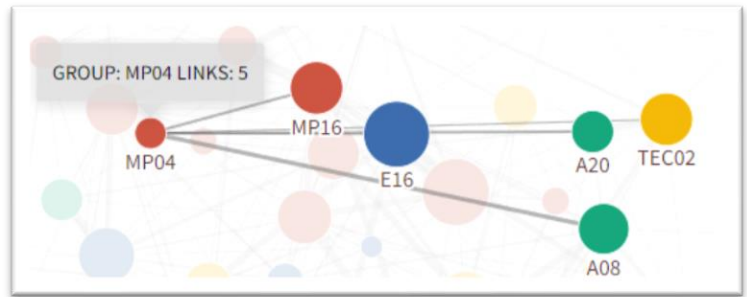 GROUP: MP04 LINKS: 5
MP16
MP04
A20
TEC02
E16
A08